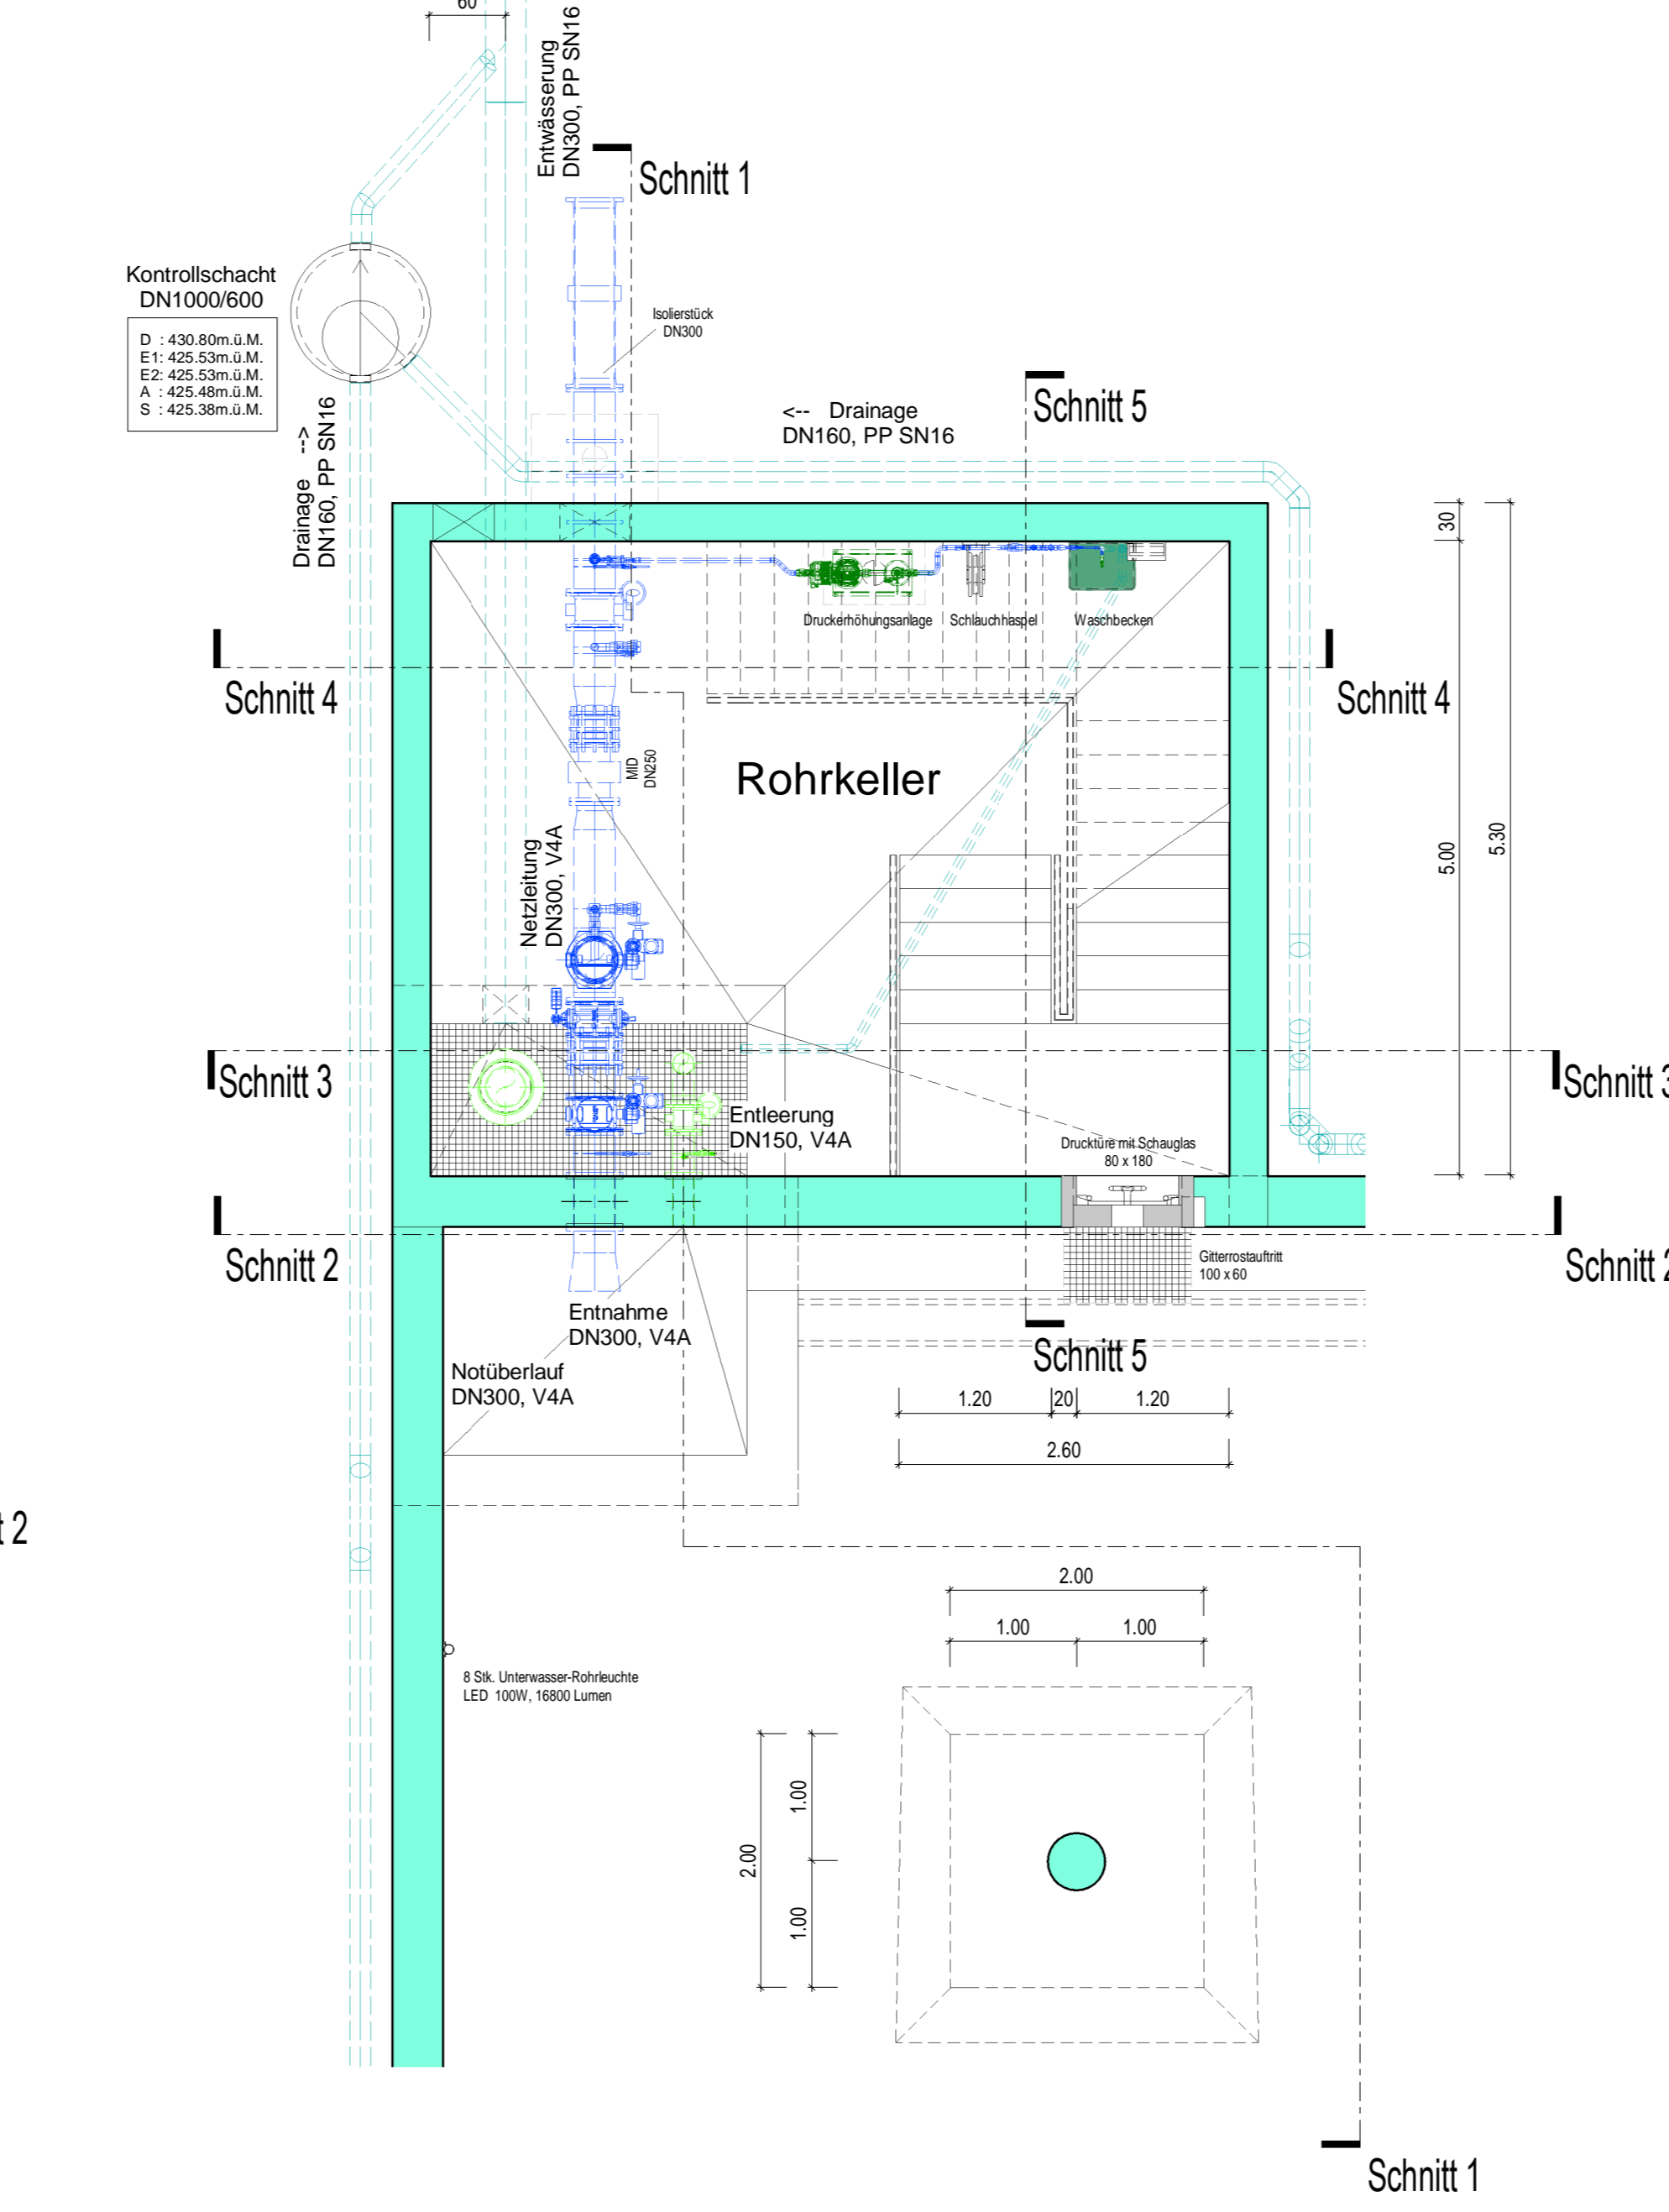 60
Entwässerung
DN300, PP SN16
Schnitt 1
Kontrollschacht
DN1000/600
D : 430.80m.ü.M.
E1: 425.53m.ü.M.
E2: 425.53m.ü.M.
A : 425.48m.ü.M.
S : 425.38m.ü.M.
Isolierstück
DN300
Schnitt 5
<-- Drainage
DN160, PP SN16
Drainage -->
DN160, PP SN16
30
5.00
5.30
Druckerhöhungsanlage
Schlauchhaspel
Waschbecken
Schnitt 4
Schnitt 4
MID
DN250
Rohrkeller
Netzleitung
DN300, V4A
Schnitt 3
Schnitt 3
Entleerung
DN150, V4A
Drucktüre mit Schauglas
80 x 180
Schnitt 2
Schnitt 2
Gitterrostauftritt
100 x 60
Entnahme
DN300, V4A
Schnitt 5
Notüberlauf
DN300, V4A
1.20
20
1.20
2.60
t 2
2.00
1.00
1.00
8 Stk. Unterwasser-Rohrleuchte
LED 100W, 16800 Lumen
1.00
2.00
1.00
Schnitt 1